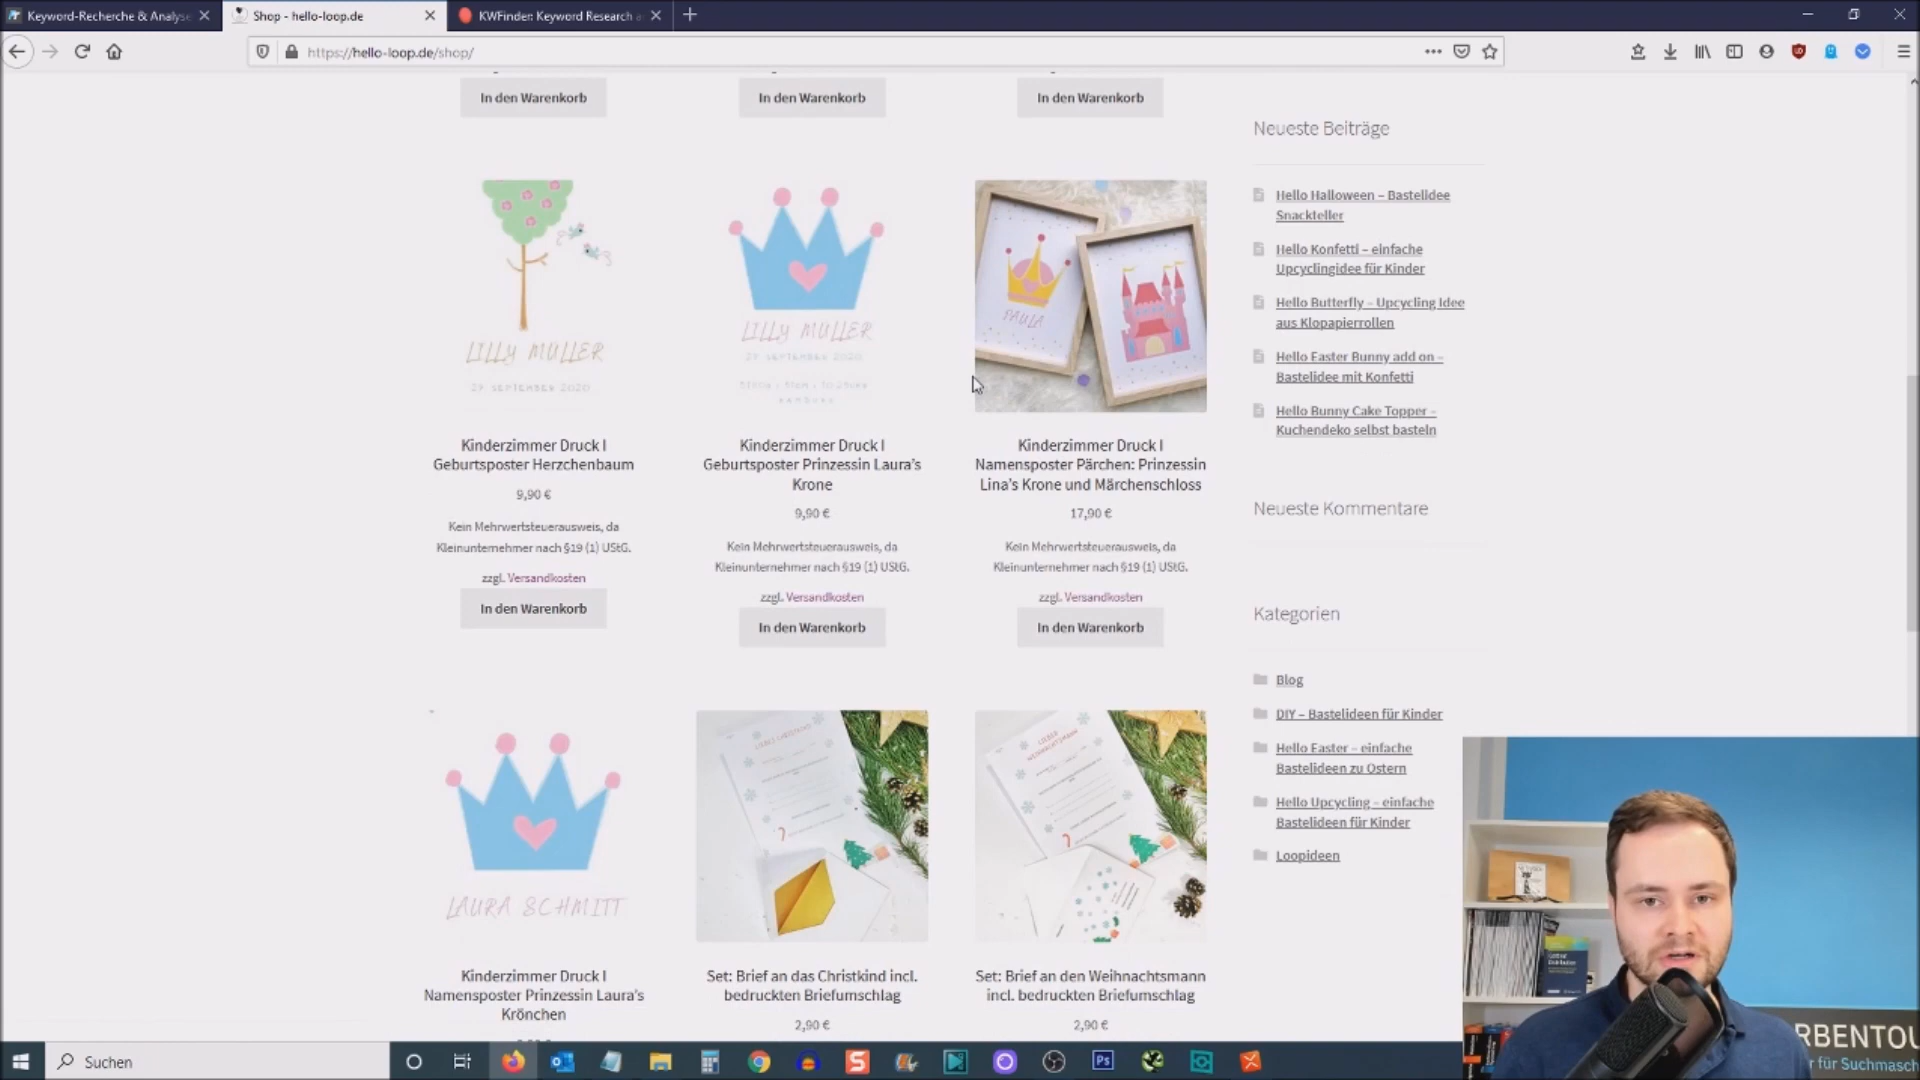 Keyword-Recherche & Analyse
Shop - hello-loop.de
KWFinder: Keyword Research a
https://hello-loop.de/shop/
In den Warenkorb
In den Warenkorb
In den Warenkorb
LILLY MÜLLER
29. SEPTEMBER 2020
Kinderzimmer Druck I
Geburtsposter Herzchenbaum
9,90 €
Kein Mehrwertsteuerausweis, da
Kleinunternehmer nach §19 (1) UStG.
zzgl. Versandkosten
In den Warenkorb
LILLY MÜLLER
HAMBURG
Kinderzimmer Druck I
Geburtsposter Prinzessin Laura's
Krone
9,90 €
Kein Mehrwertsteuerausweis, da
Kleinunternehmer nach §19 (1) UStG.
zzgl. Versandkosten
In den Warenkorb
PAULA
Kinderzimmer Druck I
Namensposter Pärchen: Prinzessin
Lina's Krone und Märchenschloss
17,90 €
Kein Mehrwertsteuerausweis, da
Kleinunternehmer nach §19 (1) UStG.
zzgl. Versandkosten
In den Warenkorb
LAURA SCHMITT
Kinderzimmer Druck I
Namensposter Prinzessin Laura's
Krönchen
LIEBES CHRISTKIND
Set: Brief an das Christkind incl.
bedruckten Briefumschlag
2,90 €
LIEBER
WEIHNACHTSMANN
Set: Brief an den Weihnachtsmann
incl. bedruckten Briefumschlag
2,90 €
Neueste Beiträge
Hello Halloween – Bastelidee
Snackteller
Hello Konfetti – einfache
Upcyclingidee für Kinder
Hello Butterfly – Upcycling Idee
aus Klopapierrollen
Hello Easter Bunny add on –
Bastelidee mit Konfetti
Hello Bunny Cake Topper –
Kuchendeko selbst basteln
Neueste Kommentare
Kategorien
Blog
DIY – Bastelideen für Kinder
Hello Easter – einfache
Bastelideen zu Ostern
Hello Upcycling – einfache
Bastelideen für Kinder
Loopideen
RBENTOU
r für Suchmasch
Suchen
Ps